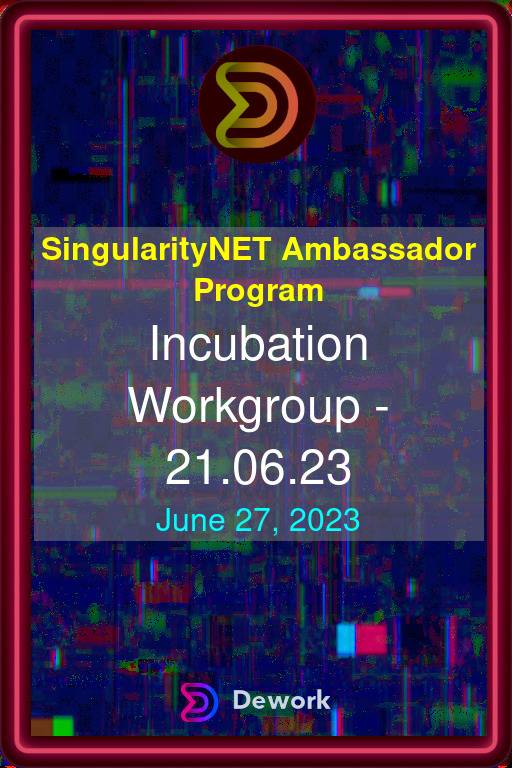 SingularityNET Ambassador
Program
Incubation
Workgroup -
21.06.23
June 27, 2023
Dework